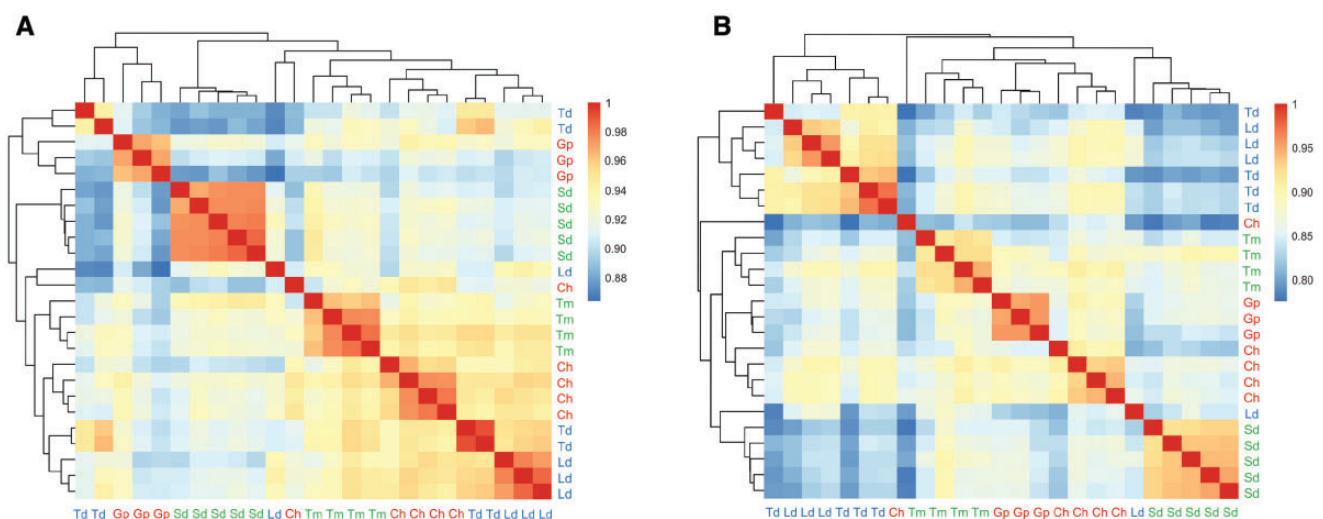 A
B
Td
Td
Gp
Gp
Gp
Sd
Sd
Sd
Sd
Sd
Ld
Ch
Tm
Tm
Tm
Tm
Ch
Ch
Ch
Ch
Td
Td
Ld
Ld
Ld
1
0.98
0.96
0.94
0.92
0.90
0.88
Td Td Gp Gp Gp Sd Sd Sd Sd Sd Ld Ch Tm Tm Tm Tm Ch Ch Ch Ch Td Td Ld Ld Ld
Td
Ld
Ld
Ld
Td
Td
Td
Ch
Tm
Tm
Tm
Tm
Gp
Gp
Gp
Ch
Ch
Ch
Ch
Ld
Sd
Sd
Sd
Sd
Sd
1
0.95
0.90
0.85
0.80
Td Ld Ld Ld Td Td Td Ch Tm Tm Tm Tm Gp Gp Gp Ch Ch Ch Ch Ld Sd Sd Sd Sd Sd